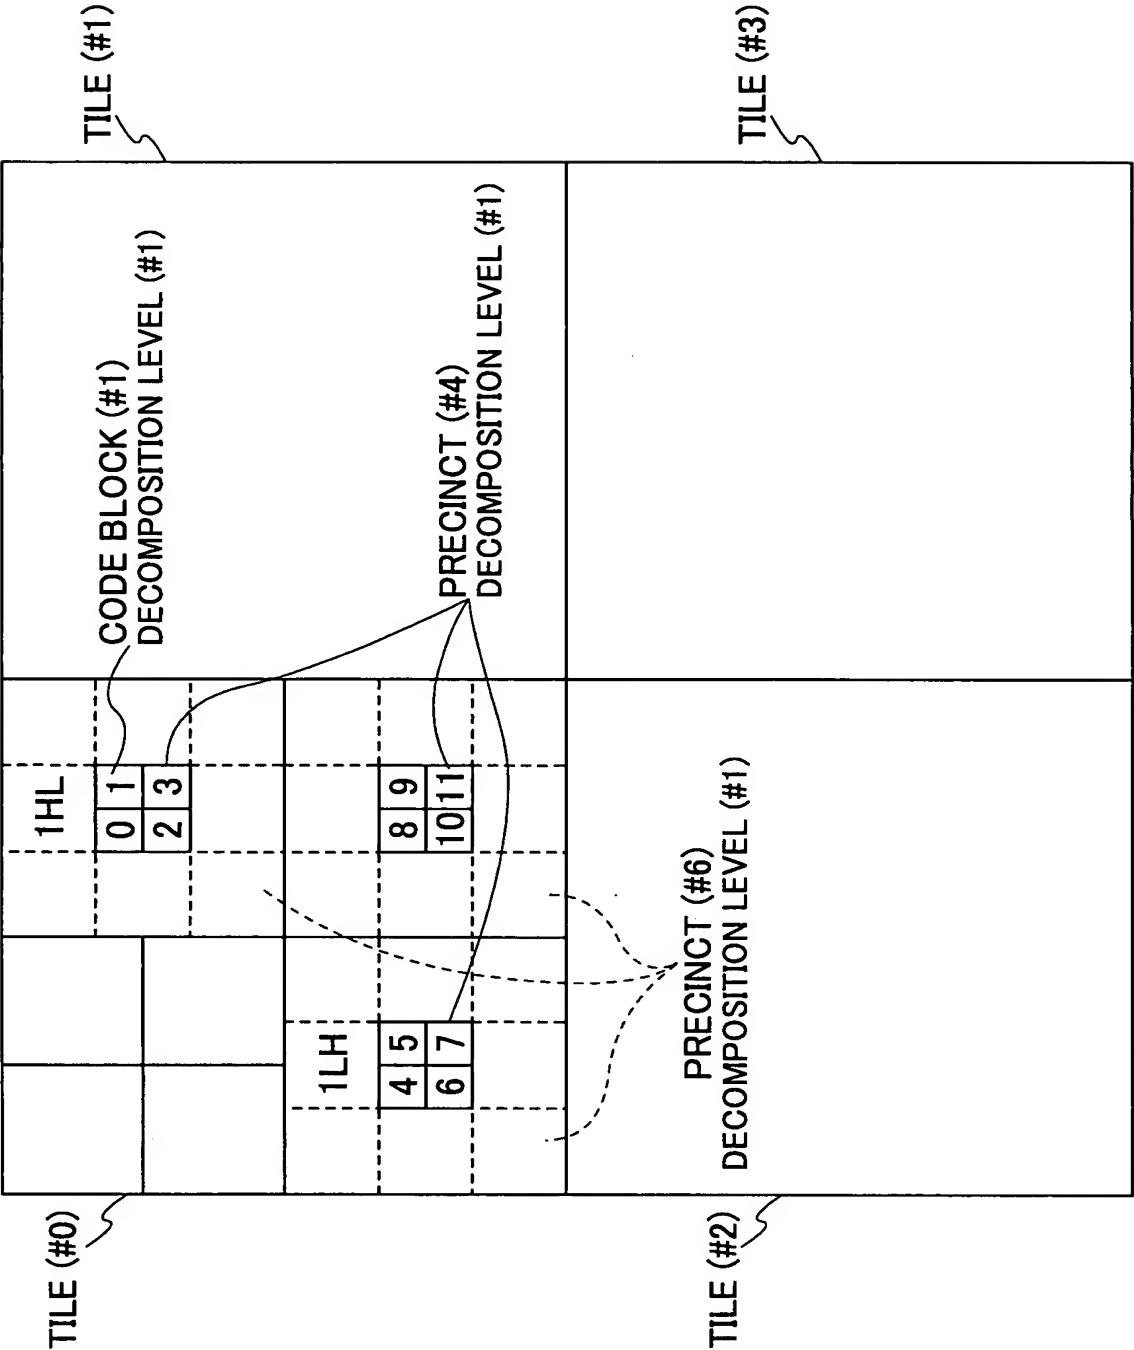 TILE (#0)
TILE (#1)
1HL
0 1
2 3
CODE BLOCK (#1)
DECOMPOSITION LEVEL (#1)
1LH
4 5
6 7
8 9
10 11
PRECINCT (#4)
DECOMPOSITION LEVEL (#1)
PRECINCT (#6)
DECOMPOSITION LEVEL (#1)
TILE (#2)
TILE (#3)